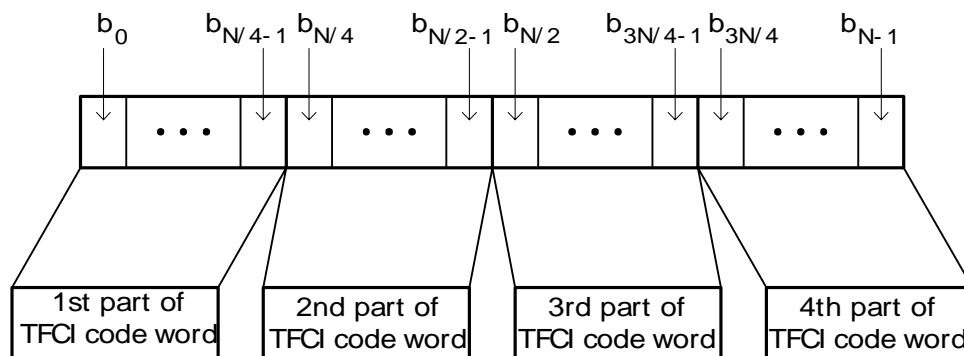 b0 bN/4-1 bN/4 bN/2-1 bN/2 b3N/4-1 b3N/4 bN-1
1st part of
TFCI code word
2nd part of
TFCI code word
3rd part of
TFCI code word
4th part of
TFCI code word